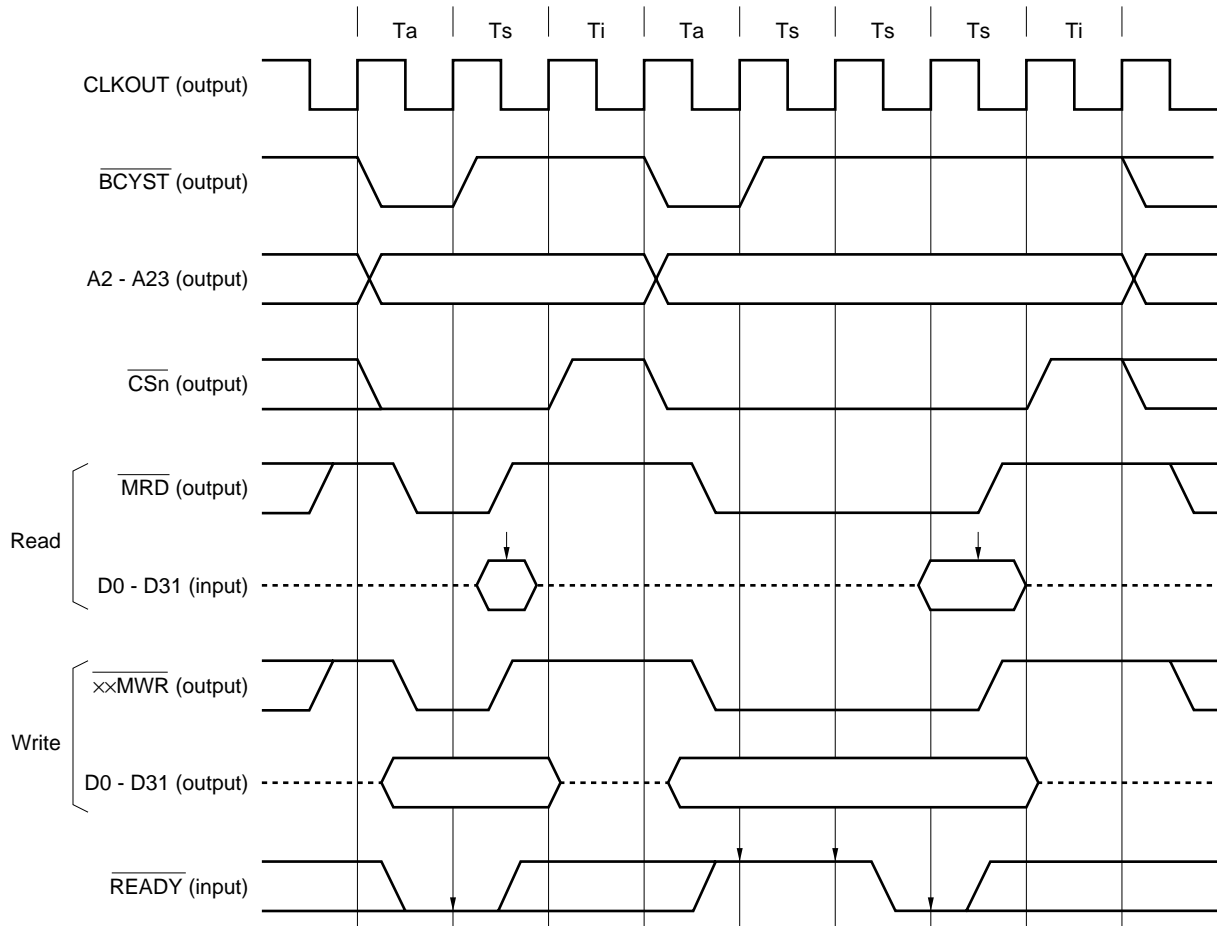 Ta Ts Ti Ta Ts Ts Ts Ti
CLKOUT (output)
BCYST (output)
A2 - A23 (output)
CSn (output)
MRD (output)
Read
D0 - D31 (input)
××MWR (output)
Write
D0 - D31 (output)
READY (input)